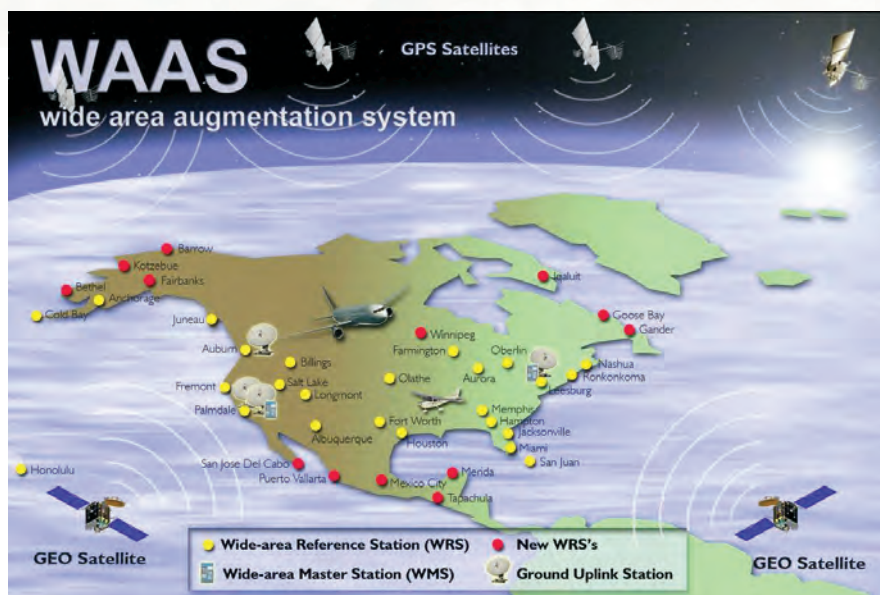 WAAS
wide area augmentation system
GPS Satellites
Barrow
Kotzebue
Fairbanks
Bethel
Anchorage
Cold Bay
Juneau
Iqaluit
Goose Bay
Gander
Winnipeg
Auburn
Farmington
Oberlin
Billings
Nashua
Ronkonkoma
Fremont
Salt Lake
Olathe
Aurora
Leesburg
Longmont
Palmdale
Memphis
Hampton
Fort Worth
Albuquerque
Houston
Jacksonville
Miami
San Juan
Honolulu
San Jose Del Cabo
Puerto Vallarta
Mexico City
Merida
Tapachula
GEO Satellite
GEO Satellite
Wide-area Reference Station (WRS)
New WRS's
Wide-area Master Station (WMS)
Ground Uplink Station